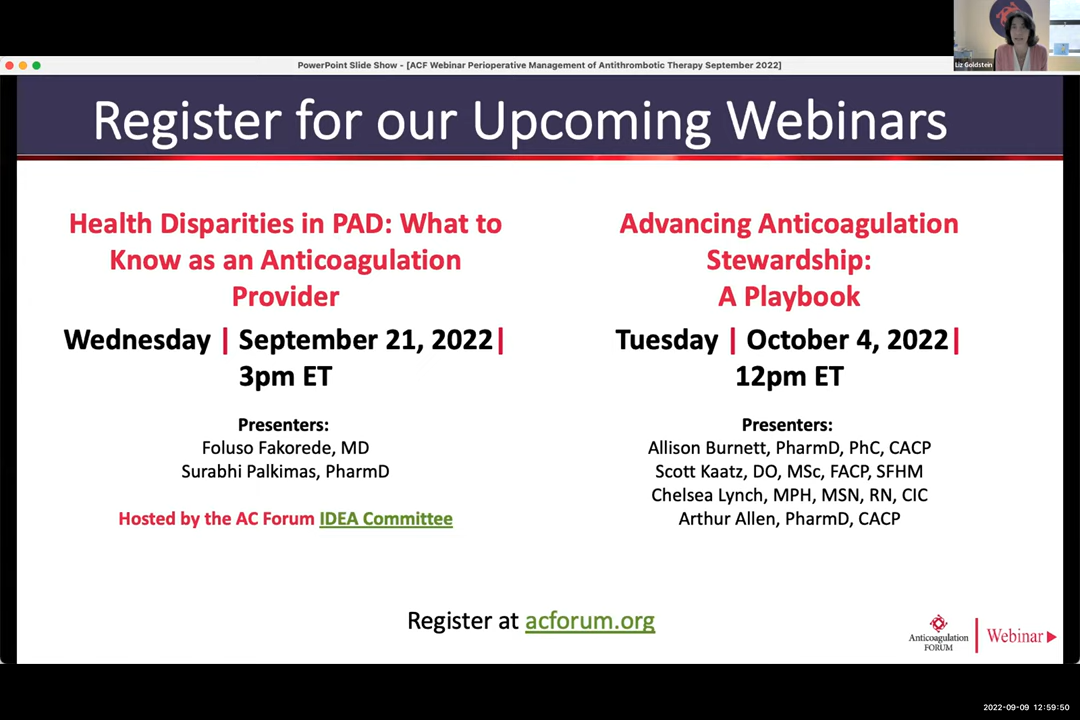 Liz Goldstein
PowerPoint Slide Show - [ACF Webinar Perioperative Management of Antithrombotic Therapy September 2022]
Register for our Upcoming Webinars
Health Disparities in PAD: What to
Know as an Anticoagulation
Provider
Wednesday | September 21, 2022|
3pm ET
Presenters:
Foluso Fakorede, MD
Surabhi Palkimas, PharmD
Hosted by the AC Forum IDEA Committee
Advancing Anticoagulation
Stewardship:
A Playbook
Tuesday | October 4, 2022|
12pm ET
Presenters:
Allison Burnett, PharmD, PhC, CACP
Scott Kaatz, DO, MSc, FACP, SFHM
Chelsea Lynch, MPH, MSN, RN, CIC
Arthur Allen, PharmD, CACP
Register at acforum.org
Anticoagulation
FORUM
Webinar
2022-09-09 12:59:50